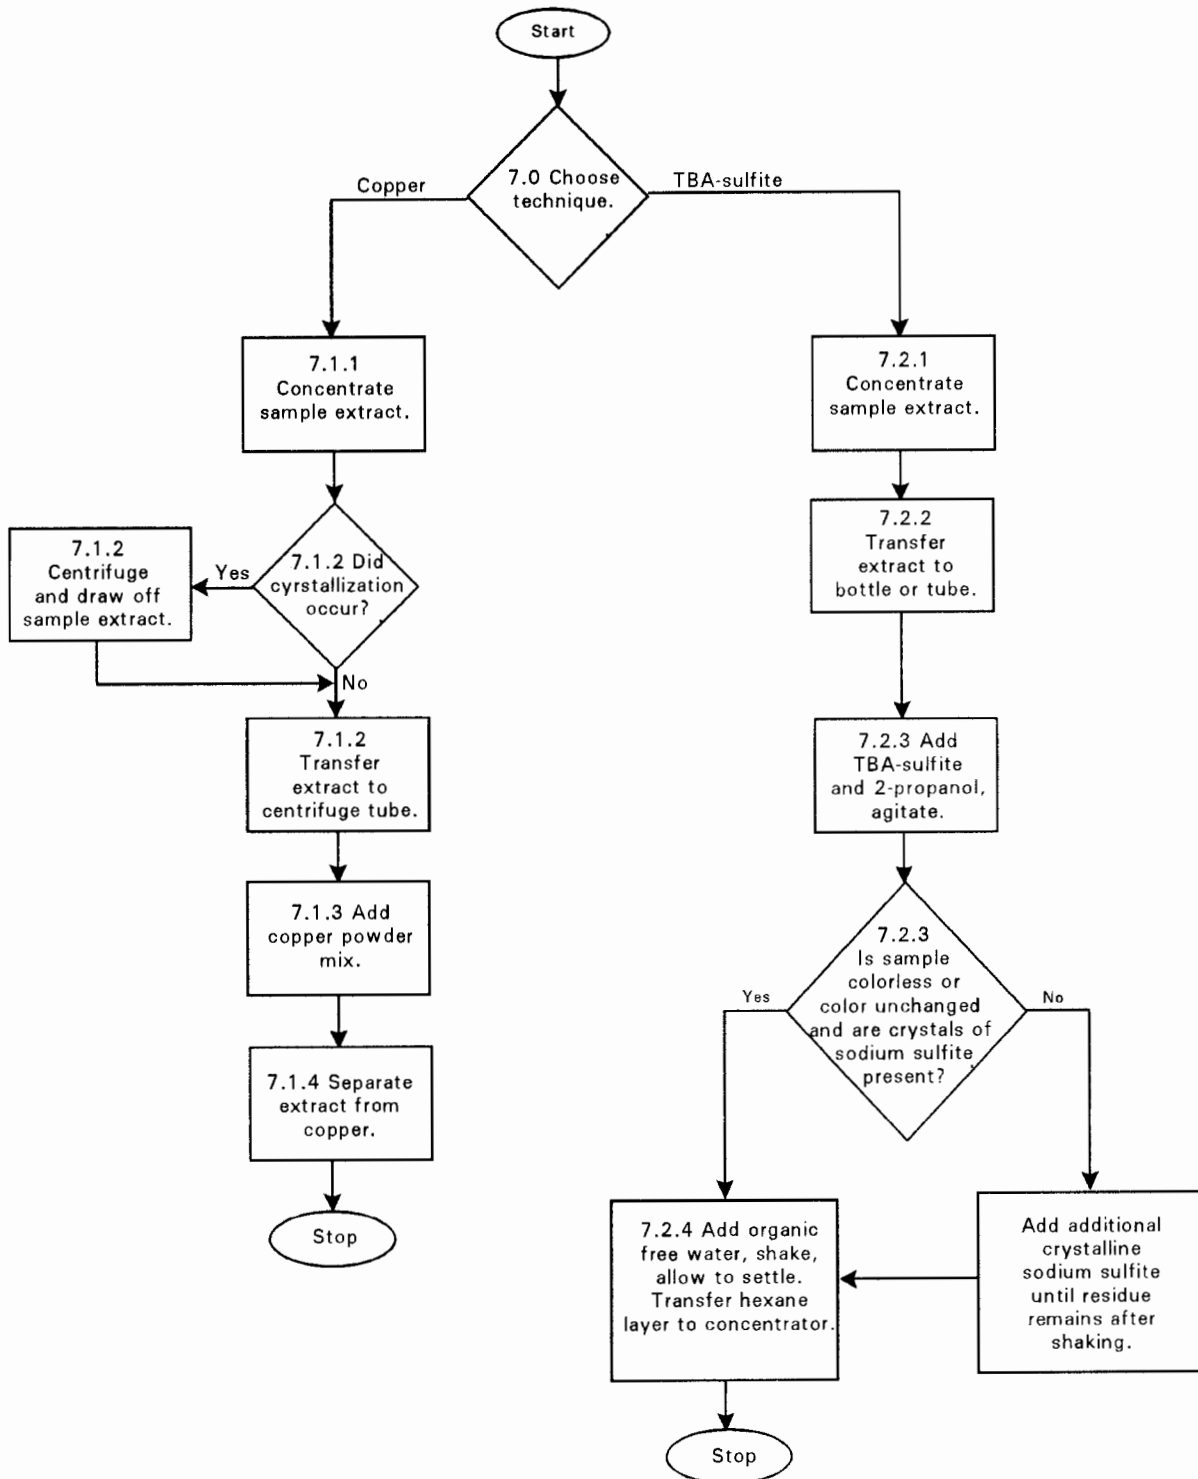 Start
7.0 Choose
technique.
Copper
TBA-sulfite
7.1.1
Concentrate
sample extract.
7.1.2 Did
cyrstallization
occur?
Yes
7.1.2
Centrifuge
and draw off
sample extract.
No
7.1.2
Transfer
extract to
centrifuge tube.
7.1.3 Add
copper powder
mix.
7.1.4 Separate
extract from
copper.
Stop
7.2.1
Concentrate
sample extract.
7.2.2
Transfer
extract to
bottle or tube.
7.2.3 Add
TBA-sulfite
and 2-propanol,
agitate.
7.2.3
Is sample
colorless or
color unchanged
and are crystals of
sodium sulfite
present?
Yes
No
7.2.4 Add organic
free water, shake,
allow to settle.
Transfer hexane
layer to concentrator.
Add additional
crystalline
sodium sulfite
until residue
remains after
shaking.
Stop